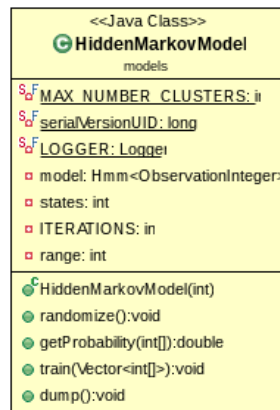 <<Java Class>>
HiddenMarkovModel
models
MAX_NUMBER_CLUSTERS: i
serialVersionUID: long
LOGGER: Logger
model: Hmm<ObservationInteger>
states: int
ITERATIONS: in
range: int
HiddenMarkovModel(int)
randomize():void
getProbability(int[]):double
train(Vector<int[]>):void
dump():void